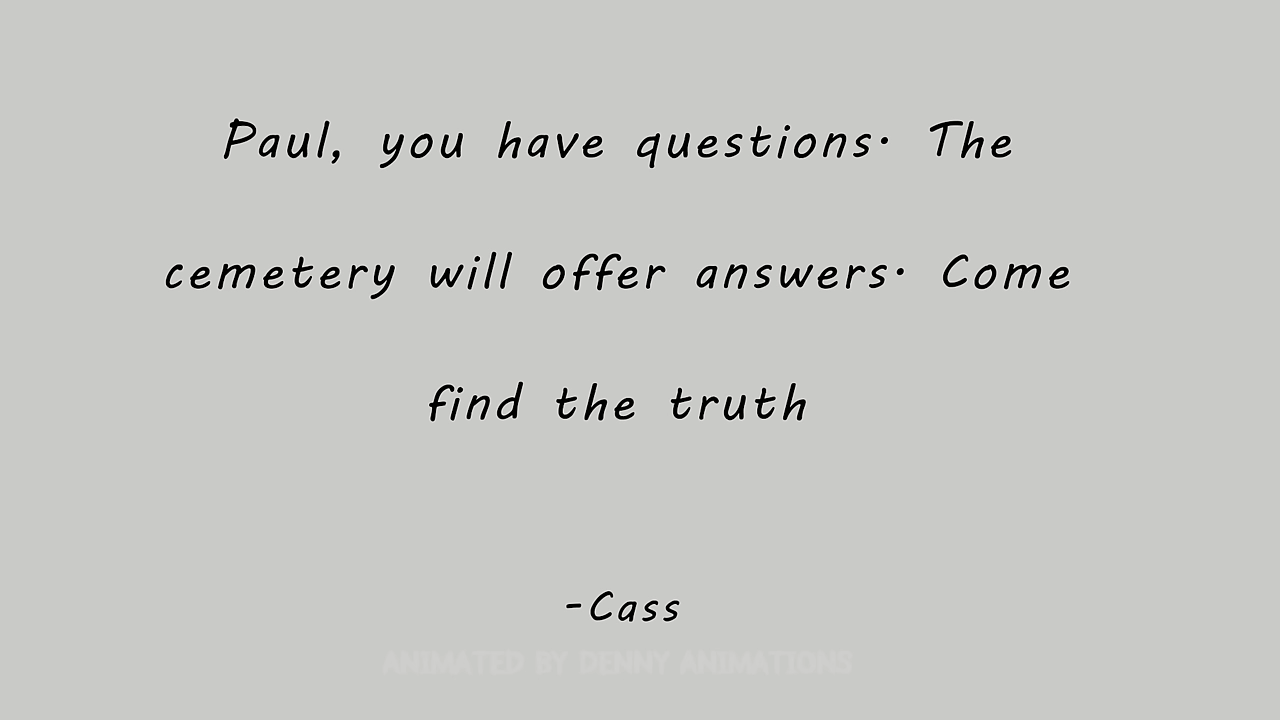 Paul, you have questions. The
cemetery will offer answers. Come
find the truth
-Cass
ANIMATED BY DENNY ANIMATIONS